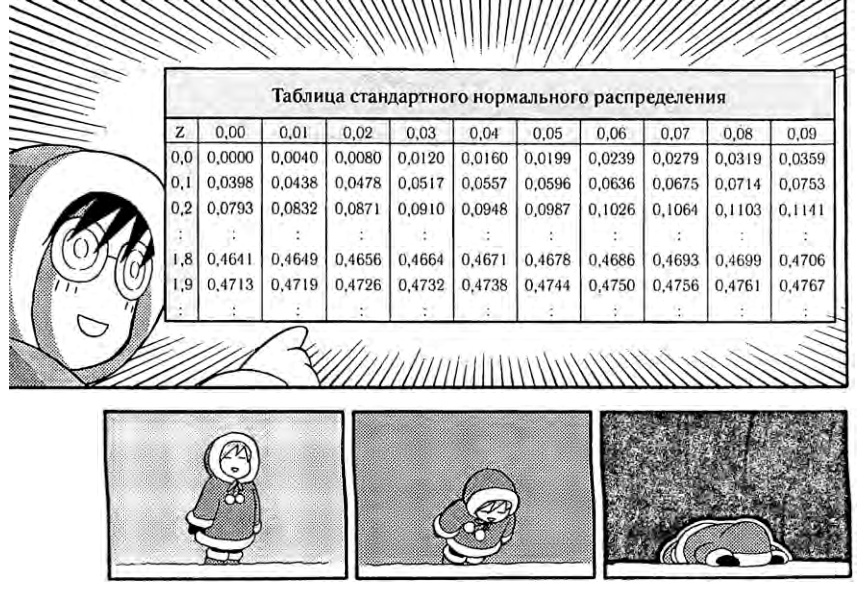 Таблица стандартного нормального распределения
Z 0,00 0,01 0,02 0,03 0,04 0,05 0,06 0,07 0,08 0,09
0,0 0,0000 0,0040 0,0080 0,0120 0,0160 0,0199 0,0239 0,0279 0,0319 0,0359
0,1 0,0398 0,0438 0,0478 0,0517 0,0557 0,0596 0,0636 0,0675 0,0714 0,0753
0,2 0,0793 0,0832 0,0871 0,0910 0,0948 0,0987 0,1026 0,1064 0,1103 0,1141
: : : : : : : : : : :
1,8 0,4641 0,4649 0,4656 0,4664 0,4671 0,4678 0,4686 0,4693 0,4699 0,4706
1,9 0,4713 0,4719 0,4726 0,4732 0,4738 0,4744 0,4750 0,4756 0,4761 0,4767
: : : : : : : : : : :